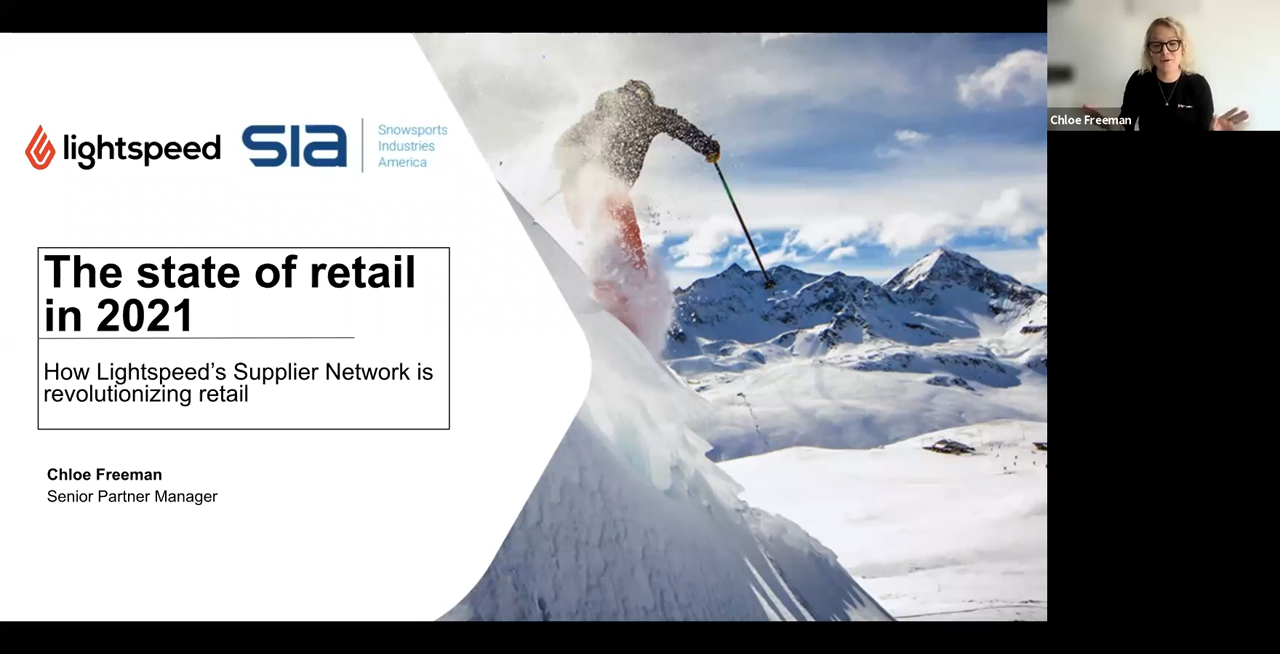 lightspeed
SIA
Snowsports
Industries
America
The state of retail
in 2021
How Lightspeed's Supplier Network is
revolutionizing retail
Chloe Freeman
Senior Partner Manager
Chloe Freeman